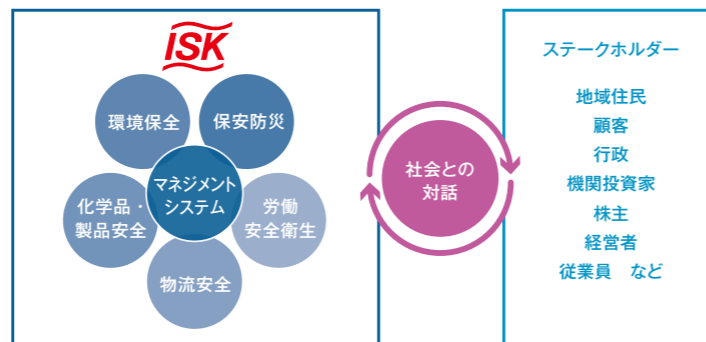 ISK
環境保全
保安防災
マネジメント
システム
化学品・
製品安全
労働
安全衛生
物流安全
社会との
対話
ステークホルダー
地域住民
顧客
行政
機関投資家
株主
経営者
従業員　など